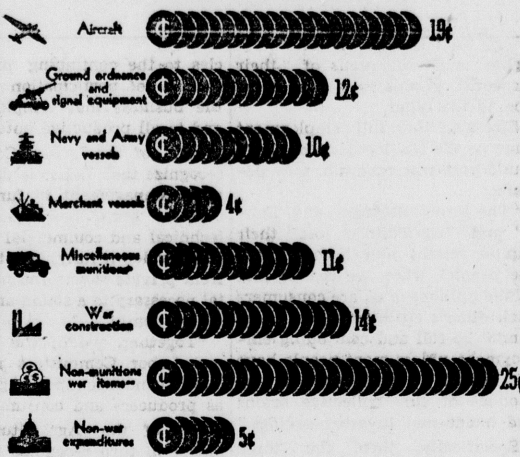 Aircraft 19¢
Ground ordnance
and
signal equipment 12¢
Navy and Army
vessels 10¢
Merchant vessels 4¢
Miscellaneous
munitions 11¢
War
construction 14¢
Non-munitions
war items 25¢
Non-war
expenditures 5¢